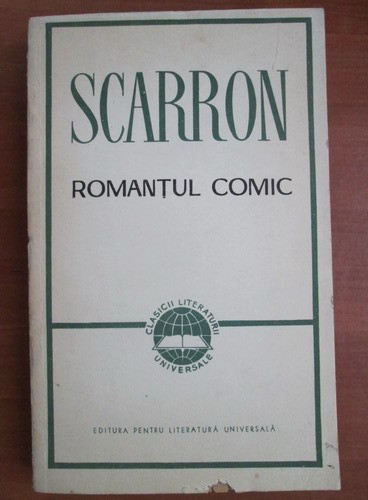 SCARRON
ROMANȚUL COMIC
CLASICII LITERATURII
UNIVERSALE
EDITURA PENTRU LITERATURĂ UNIVERSALĂ